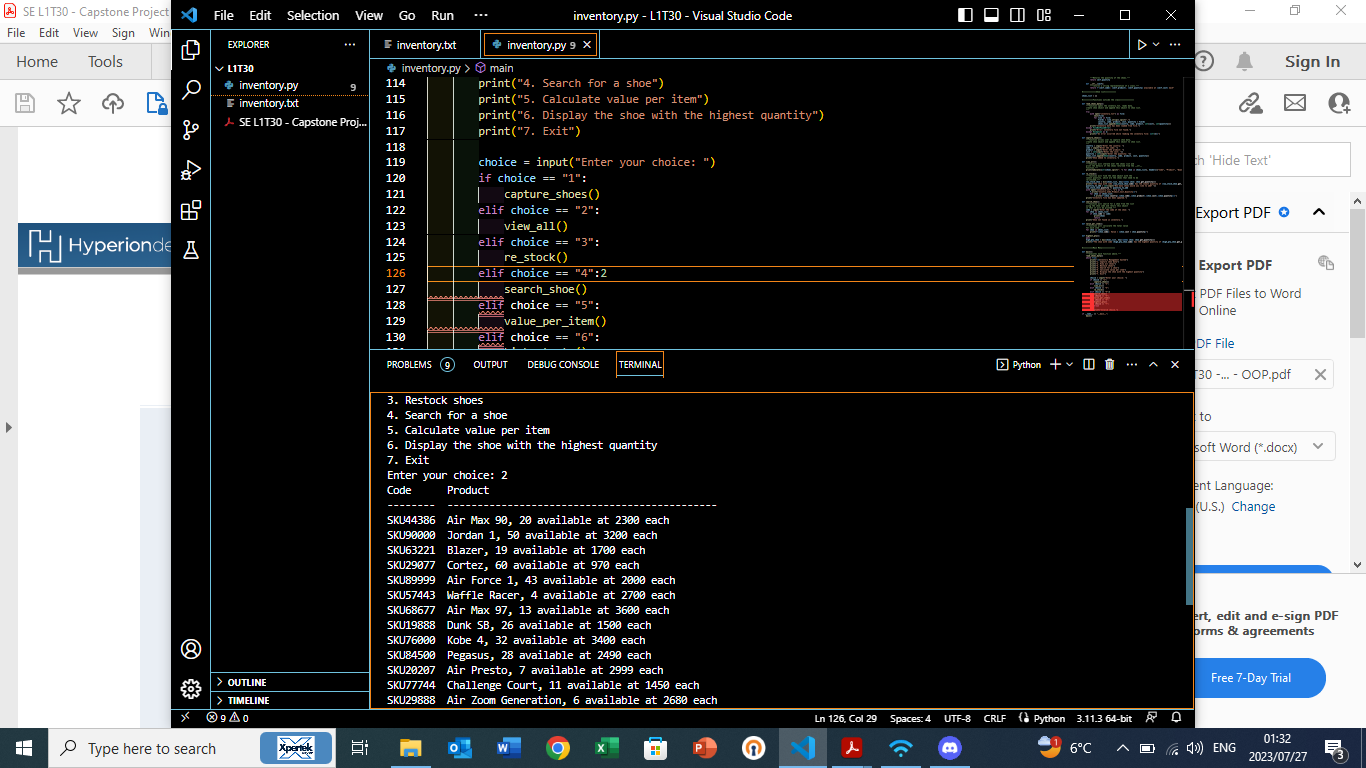 SE L1T30 - Capstone Project
File Edit View Sign Win
Home Tools
File Edit Selection View Go Run ···
inventory.py - L1T30 - Visual Studio Code
Sign In
EXPLORER
L1T30
inventory.py 9
inventory.txt
SE L1T30 - Capstone Proj...
inventory.txt
inventory.py 9
inventory.py > main
114 print("4. Search for a shoe")
115 print("5. Calculate value per item")
116 print("6. Display the shoe with the highest quantity")
117 print("7. Exit")
118
119 choice = input("Enter your choice: ")
120 if choice == "1":
121 capture_shoes()
122 elif choice == "2":
123 view_all()
124 elif choice == "3":
125 re_stock()
126 elif choice == "4":2
127 search_shoe()
128 elif choice == "5":
129 value_per_item()
130 elif choice == "6":
PROBLEMS 9 OUTPUT DEBUG CONSOLE TERMINAL
Python
3. Restock shoes
4. Search for a shoe
5. Calculate value per item
6. Display the shoe with the highest quantity
7. Exit
Enter your choice: 2
Code Product
-------- ---------------------------------------------
SKU44386 Air Max 90, 20 available at 2300 each
SKU90000 Jordan 1, 50 available at 3200 each
SKU63221 Blazer, 19 available at 1700 each
SKU29077 Cortez, 60 available at 970 each
SKU89999 Air Force 1, 43 available at 2000 each
SKU57443 Waffle Racer, 4 available at 2700 each
SKU68677 Air Max 97, 13 available at 3600 each
SKU19888 Dunk SB, 26 available at 1500 each
SKU76000 Kobe 4, 32 available at 3400 each
SKU84500 Pegasus, 28 available at 2490 each
SKU20207 Air Presto, 7 available at 2999 each
SKU77744 Challenge Court, 11 available at 1450 each
SKU29888 Air Zoom Generation, 6 available at 2680 each
OUTLINE
TIMELINE
9 0
Ln 126, Col 29 Spaces: 4 UTF-8 CRLF Python 3.11.3 64-bit
Hyperionde
ch 'Hide Text'
Export PDF
Export PDF
PDF Files to Word
Online
DF File
T30 -... - OOP.pdf
to
soft Word (*.docx)
ent Language:
(U.S.) Change
ert, edit and e-sign PDF
orms & agreements
Free 7-Day Trial
Type here to search
Xpertek
1
6°C
ENG
01:32
2023/07/27
3